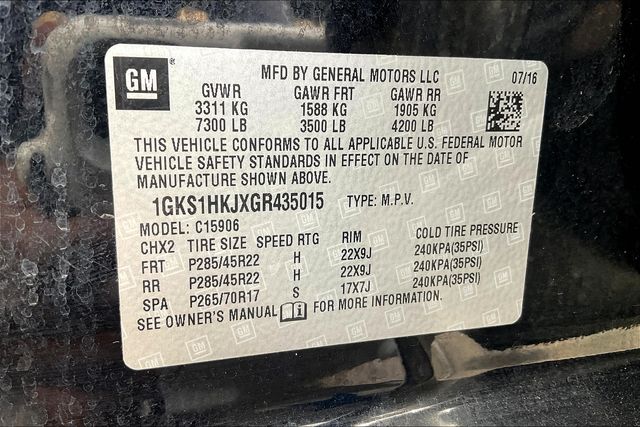 GM ® MFD BY GENERAL MOTORS LLC 07/16
GVWR GAWR FRT GAWR RR
3311 KG 1588 KG 1905 KG
7300 LB 3500 LB 4200 LB
THIS VEHICLE CONFORMS TO ALL APPLICABLE U.S. FEDERAL MOTOR
VEHICLE SAFETY STANDARDS IN EFFECT ON THE DATE OF
MANUFACTURE SHOWN ABOVE.
1GKS1HKJXGR435015 TYPE: M.P.V.
MODEL: C15906
CHX2 TIRE SIZE SPEED RTG RIM COLD TIRE PRESSURE
FRT P285/45R22 H 22X9J 240KPA(35PSI)
RR P285/45R22 H 22X9J 240KPA(35PSI)
SPA P265/70R17 S 17X7J 240KPA(35PSI)
SEE OWNER'S MANUAL i FOR MORE INFORMATION.